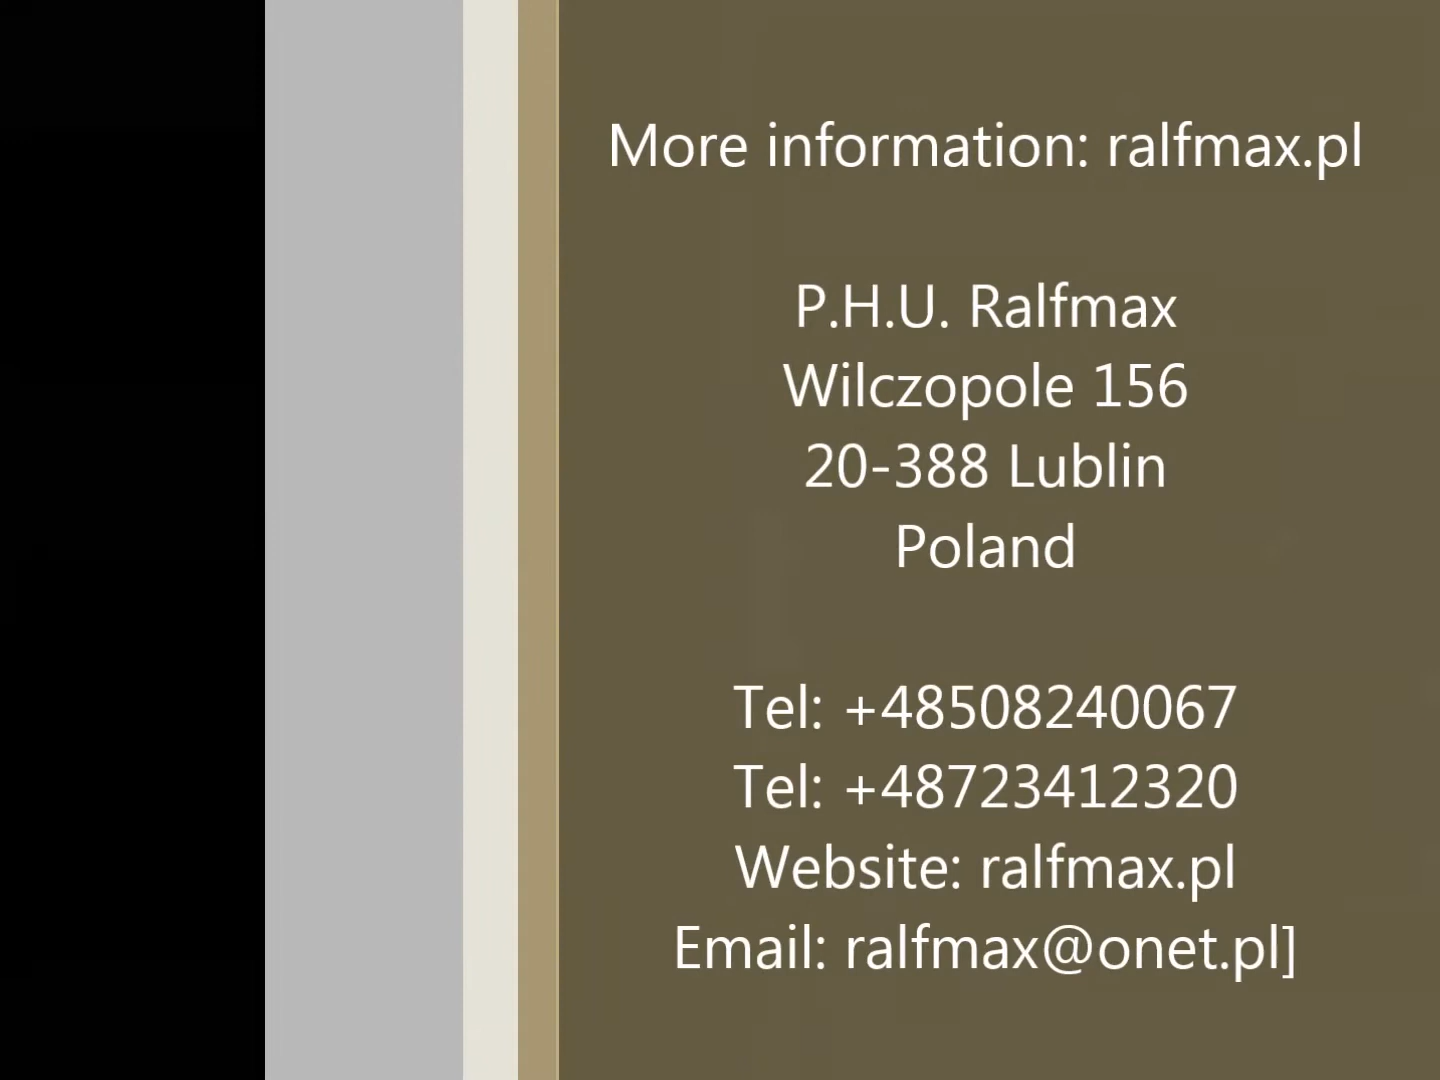 More information: ralfmax.pl
P.H.U. Ralfmax
Wilczopole 156
20-388 Lublin
Poland
Tel: +48508240067
Tel: +48723412320
Website: ralfmax.pl
Email: ralfmax@onet.pl]